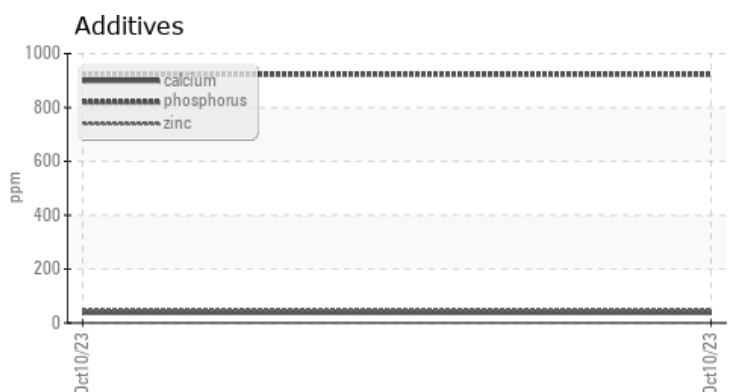 Additives
1000
800
600
400
200
0
ppm
calcium
phosphorus
zinc
Oct10/23
Oct10/23